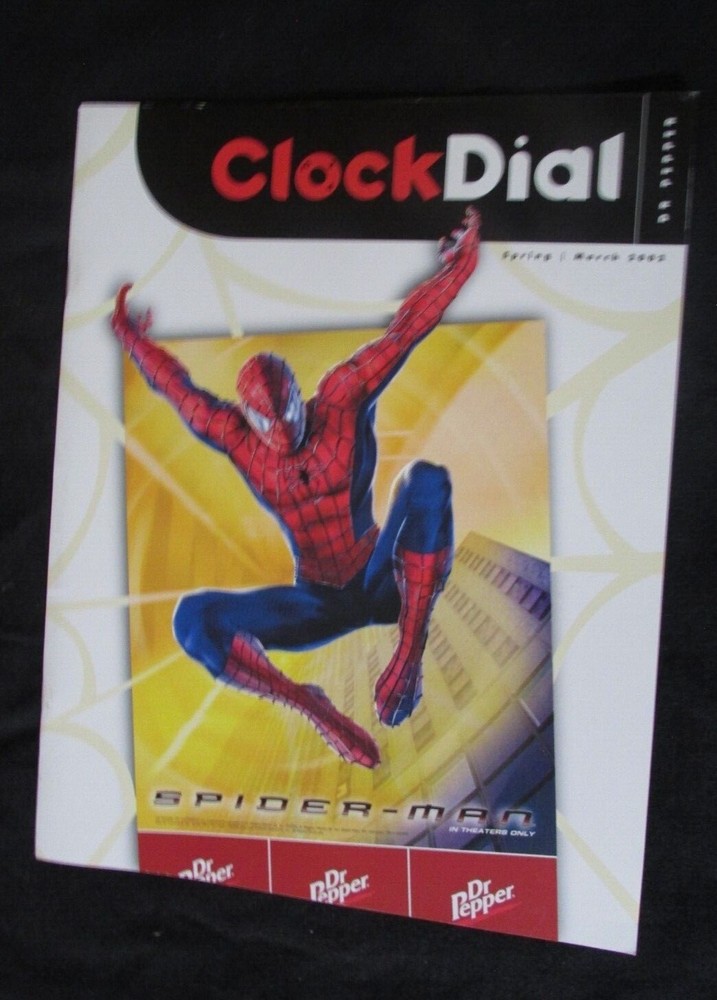 ClockDial
DR PEPPER
Spring / March 2002
SPIDER-MAN
IN THEATERS ONLY
Dr Pepper.
Dr Pepper.
Dr Pepper.